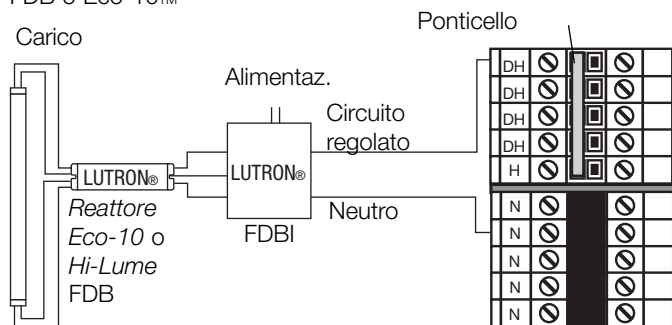 FDB o Eco-10TM
Ponticello
Carico
Alimentaz.
Circuito
regolato
DH
DH
DH
DH
H
LUTRON®
LUTRON®
Reattore
Eco-10 o
Hi-Lume
FDB
FDBI
Neutro
N
N
N
N
N